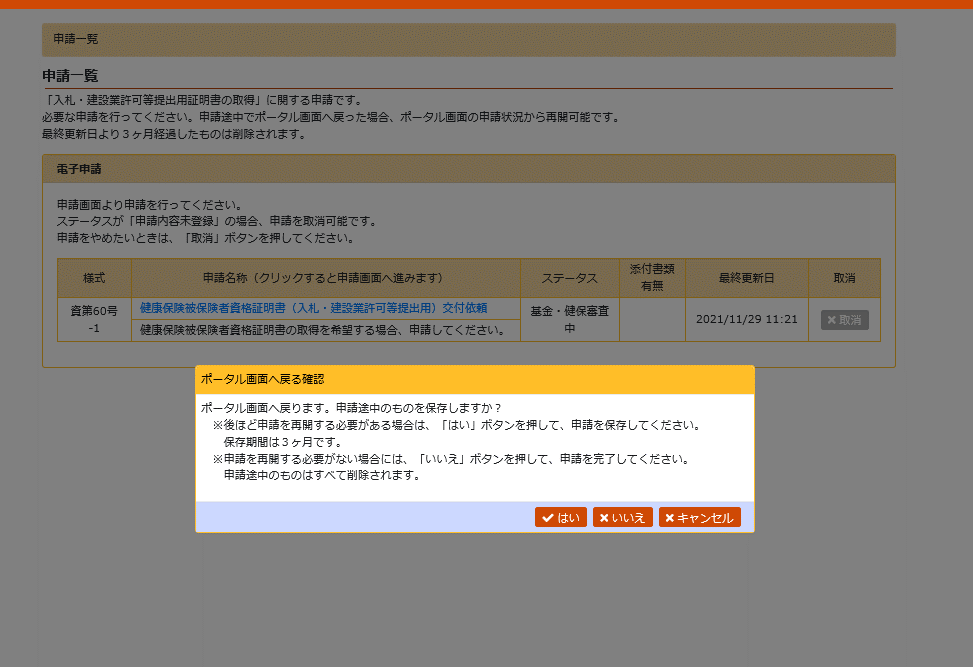 申請一覧
申請一覧
「入札・建設業許可等提出用証明書の取得」に関する申請です。
必要な申請を行ってください。申請途中でポータル画面へ戻った場合、ポータル画面の申請状況から再開可能です。
最終更新日より３ヶ月経過したものは削除されます。
電子申請
申請画面より申請を行ってください。
ステータスが「申請内容未登録」の場合、申請を取消可能です。
申請をやめたいときは、「取消」ボタンを押してください。
様式 申請名称（クリックすると申請画面へ進みます） ステータス 添付書類 最終更新日 取消
有無
資第60号 健康保険被保険者資格証明書（入札・建設業許可等提出用）交付依頼 基金・健保審査 2021/11/29 11:21 取消
-1 健康保険被保険者資格証明書の取得を希望する場合、申請してください。 中
ポータル画面へ戻る確認
ポータル画面へ戻ります。申請途中のものを保存しますか？
※後ほど申請を再開する必要がある場合は、「はい」ボタンを押して、申請を保存してください。
保存期間は３ヶ月です。
※申請を再開する必要がない場合には、「いいえ」ボタンを押して、申請を完了してください。
申請途中のものはすべて削除されます。
はい いいえ キャンセル